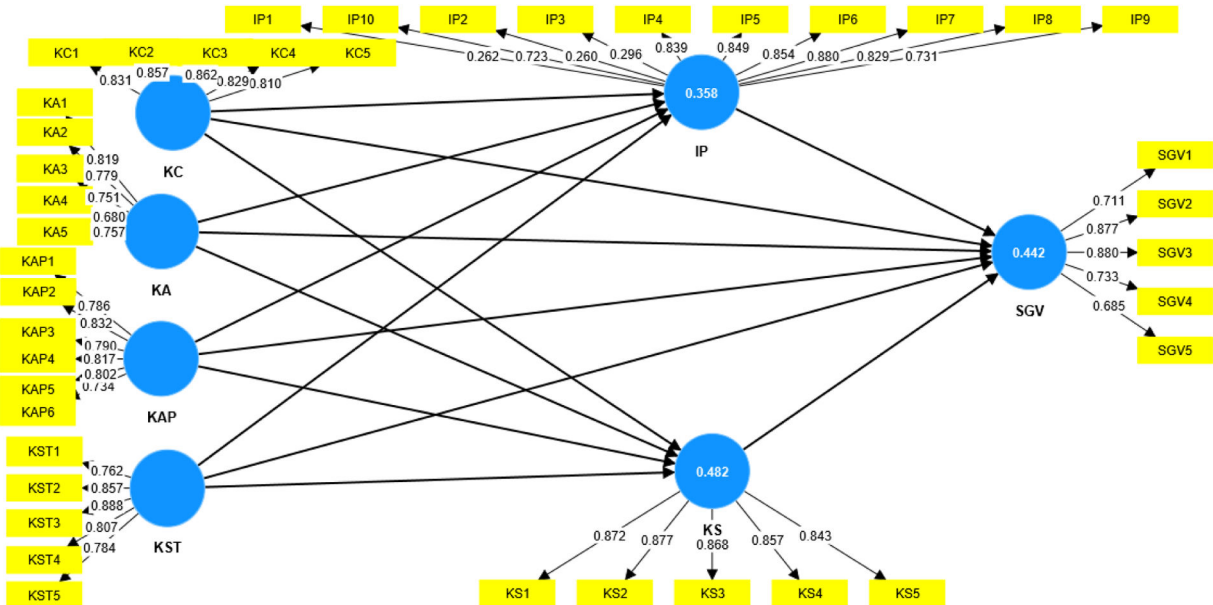 IP1 IP10 IP2 IP3 IP4 IP5 IP6 IP7 IP8 IP9
0.262 0.723 0.260 0.296 0.839 0.849 0.854 0.880 0.829 0.731
KC1 KC2 KC3 KC4 KC5
0.831 0.857 0.862 0.829 0.810
KC
0.358
IP
KA1
KA2
KA3
KA4
KA5
0.819
0.779
0.751
0.680
0.757
KA
KAP1
KAP2
KAP3
KAP4
KAP5
KAP6
0.786
0.832
0.790
0.817
0.802
0.734
KAP
KST1
KST2
KST3
KST4
KST5
0.762
0.857
0.888
0.807
0.784
KST
0.442
SGV
0.711
0.877
0.880
0.733
0.685
SGV1
SGV2
SGV3
SGV4
SGV5
0.482
KS
0.872 0.877 0.868 0.857 0.843
KS1 KS2 KS3 KS4 KS5